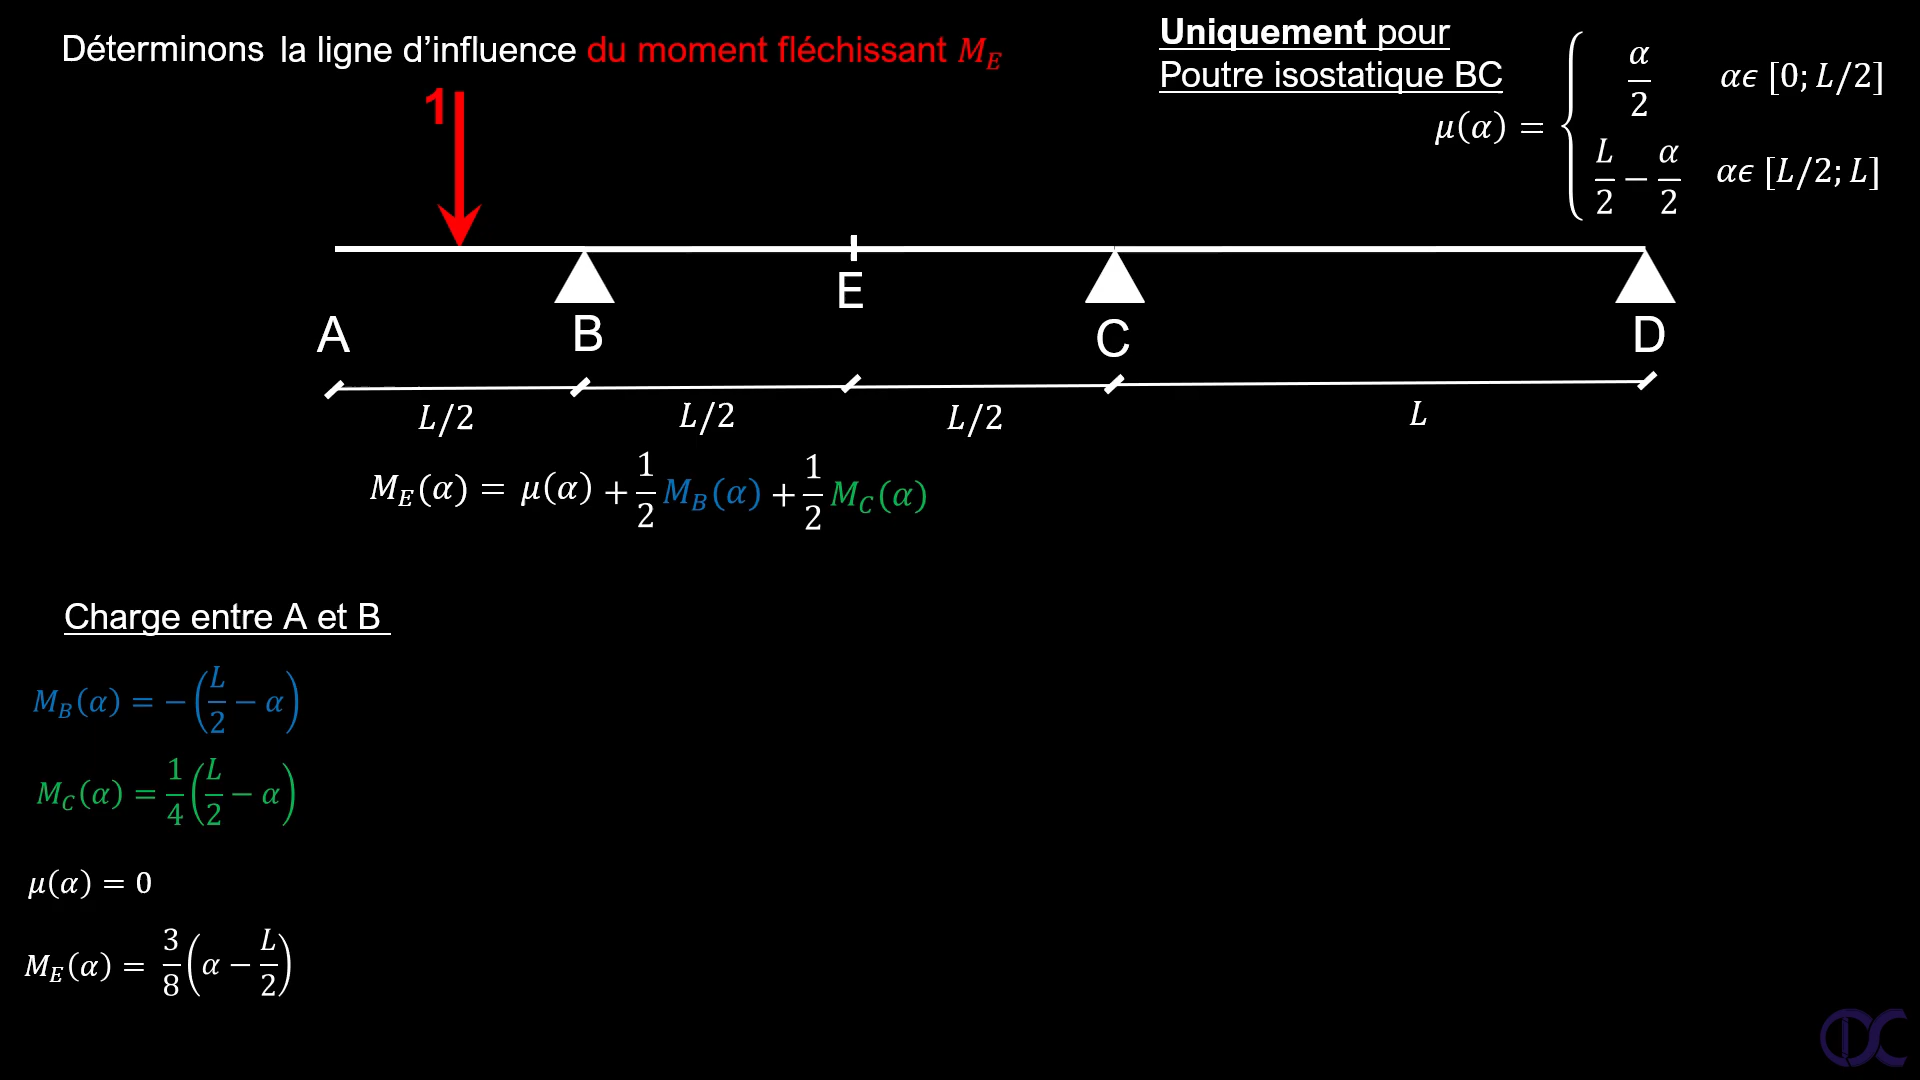 Déterminons la ligne d’influence du moment fléchissant M_E
Uniquement pour
Poutre isostatique BC
μ(α) = { α/2 αϵ [0; L/2]
L/2 − α/2 αϵ [L/2; L]
1
A B E C D
L/2 L/2 L/2 L
M_E(α) = μ(α) + 1/2 M_B(α) + 1/2 M_C(α)
Charge entre A et B
M_B(α) = −(L/2 − α)
M_C(α) = 1/4 (L/2 − α)
μ(α) = 0
M_E(α) = 3/8 (α − L/2)